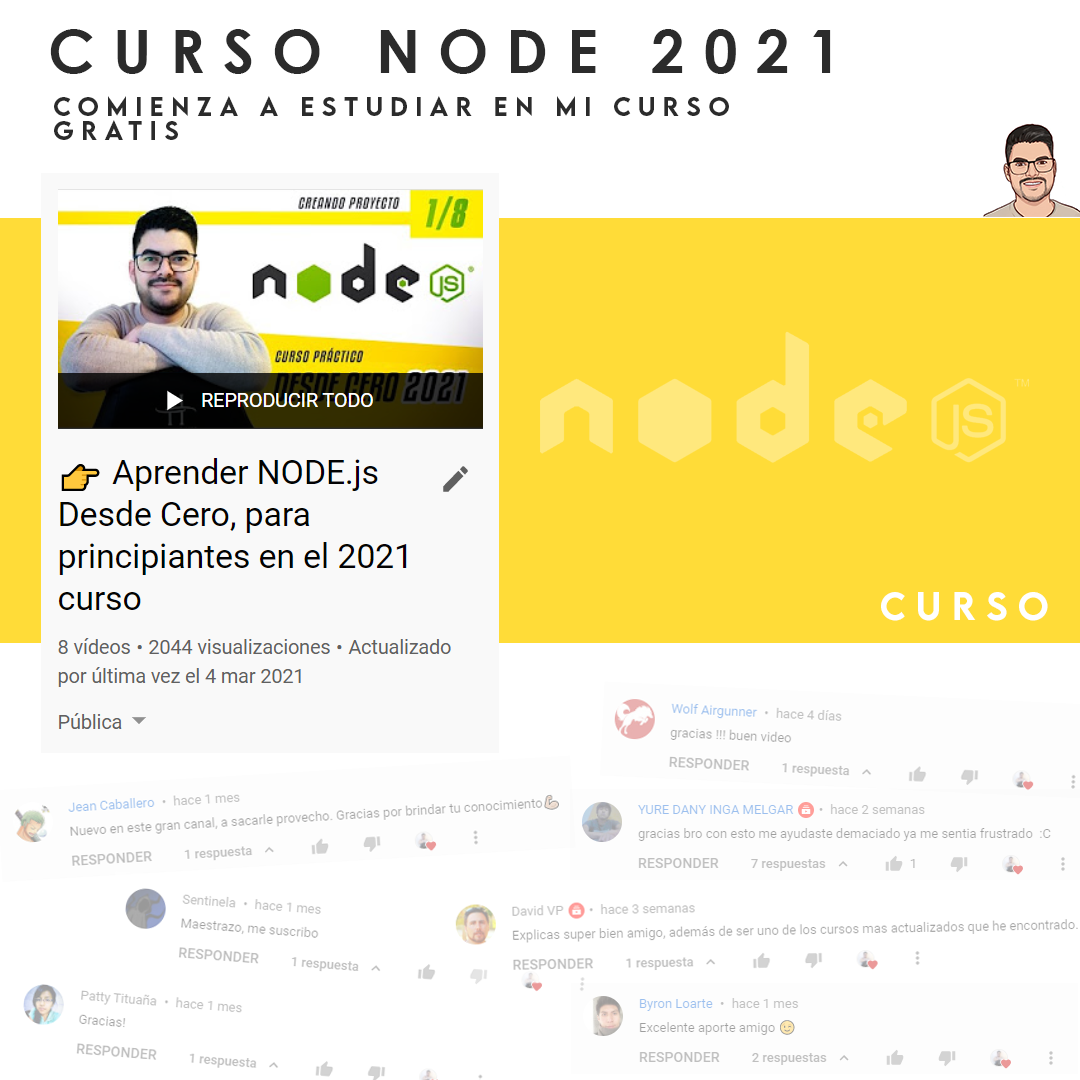 CURSO NODE 2021
COMIENZA A ESTUDIAR EN MI CURSO
GRATIS
CREANDO PROYECTO
1/8
node JS
CURSO PRÁCTICO
DESDE CERO 2021
REPRODUCIR TODO
👉 Aprender NODE.js
Desde Cero, para
principiantes en el 2021
curso
8 vídeos • 2044 visualizaciones • Actualizado
por última vez el 4 mar 2021
Pública
node JS TM
CURSO
Wolf Airgunner • hace 4 días
gracias !!! buen video
RESPONDER 1 respuesta
Jean Caballero • hace 1 mes
Nuevo en este gran canal, a sacarle provecho. Gracias por brindar tu conocimiento💪
RESPONDER 1 respuesta
YURE DANY INGA MELGAR • hace 2 semanas
gracias bro con esto me ayudaste demaciado ya me sentia frustrado :C
RESPONDER 7 respuestas 1
Sentinela • hace 1 mes
Maestrazo, me suscribo
RESPONDER 1 respuesta
David VP • hace 3 semanas
Explicas super bien amigo, además de ser uno de los cursos mas actualizados que he encontrado.
RESPONDER 1 respuesta
Patty Tituaña • hace 1 mes
Gracias!
RESPONDER 1 respuesta
Byron Loarte • hace 1 mes
Excelente aporte amigo 😉
RESPONDER 2 respuestas